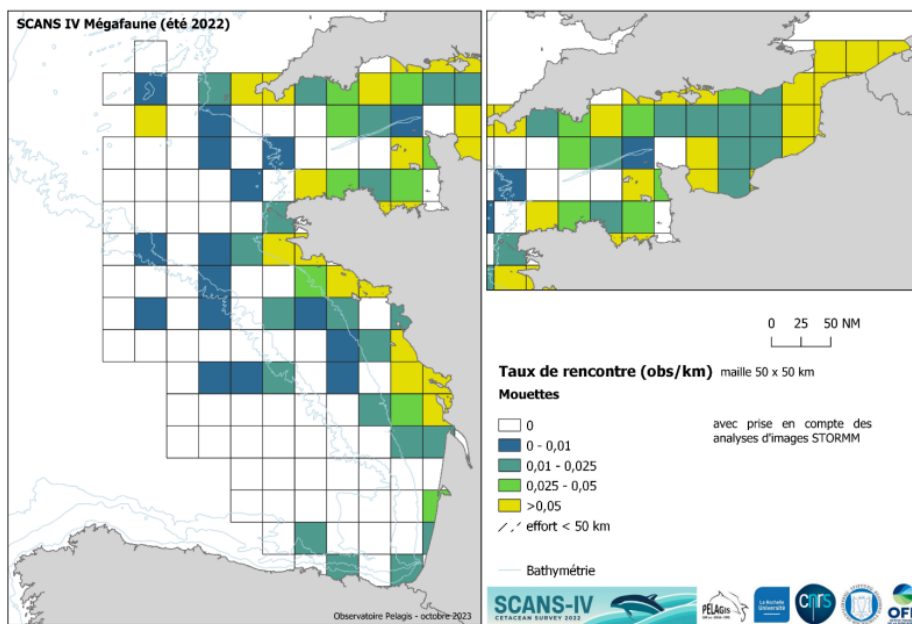 SCANS IV Mégafaune (été 2022)
0 25 50 NM
Taux de rencontre (obs/km) maille 50 x 50 km
Mouettes
avec prise en compte des
analyses d'images STORMM
0
0 - 0,01
0,01 - 0,025
0,025 - 0,05
>0,05
effort < 50 km
Bathymétrie
Observatoire Pelagis - octobre 2023
SCANS-IV
CETACEAN SURVEY 2022
PELAGIS
La Rochelle
Université
cnrs
OFB